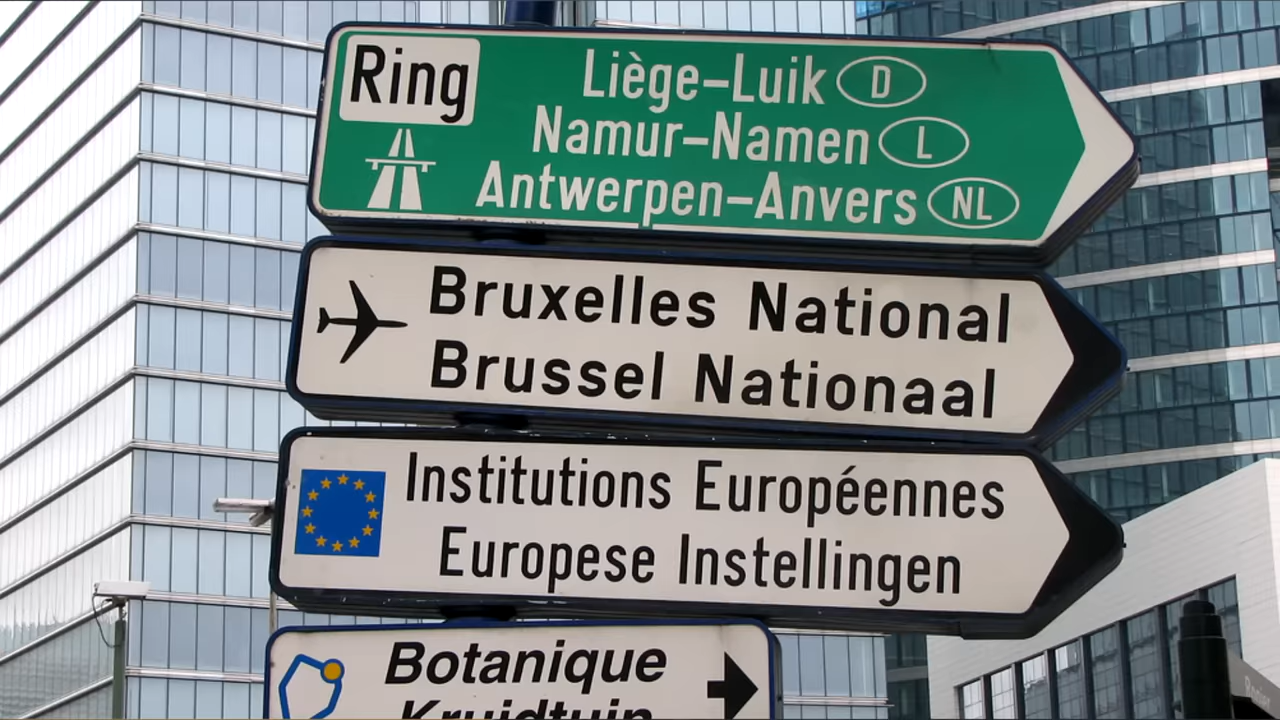 Ring
Liège–Luik D
Namur–Namen L
Antwerpen–Anvers NL
Bruxelles National
Brussel Nationaal
Institutions Européennes
Europese Instellingen
Botanique
Kruidtuin